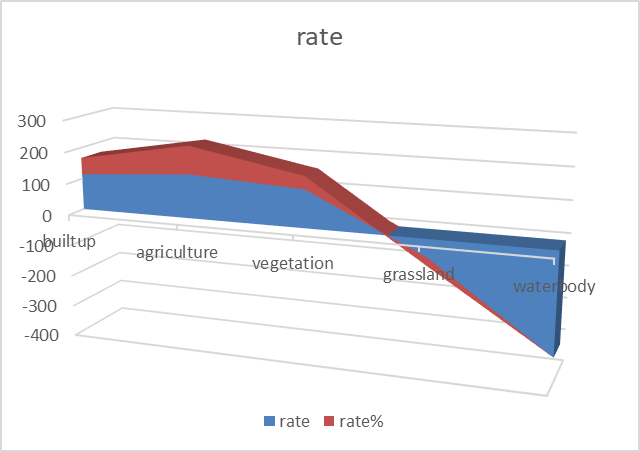 rate
300
200
100
0
-100
-200
-300
-400
builtup
agriculture
vegetation
grassland
waterbody
rate rate%